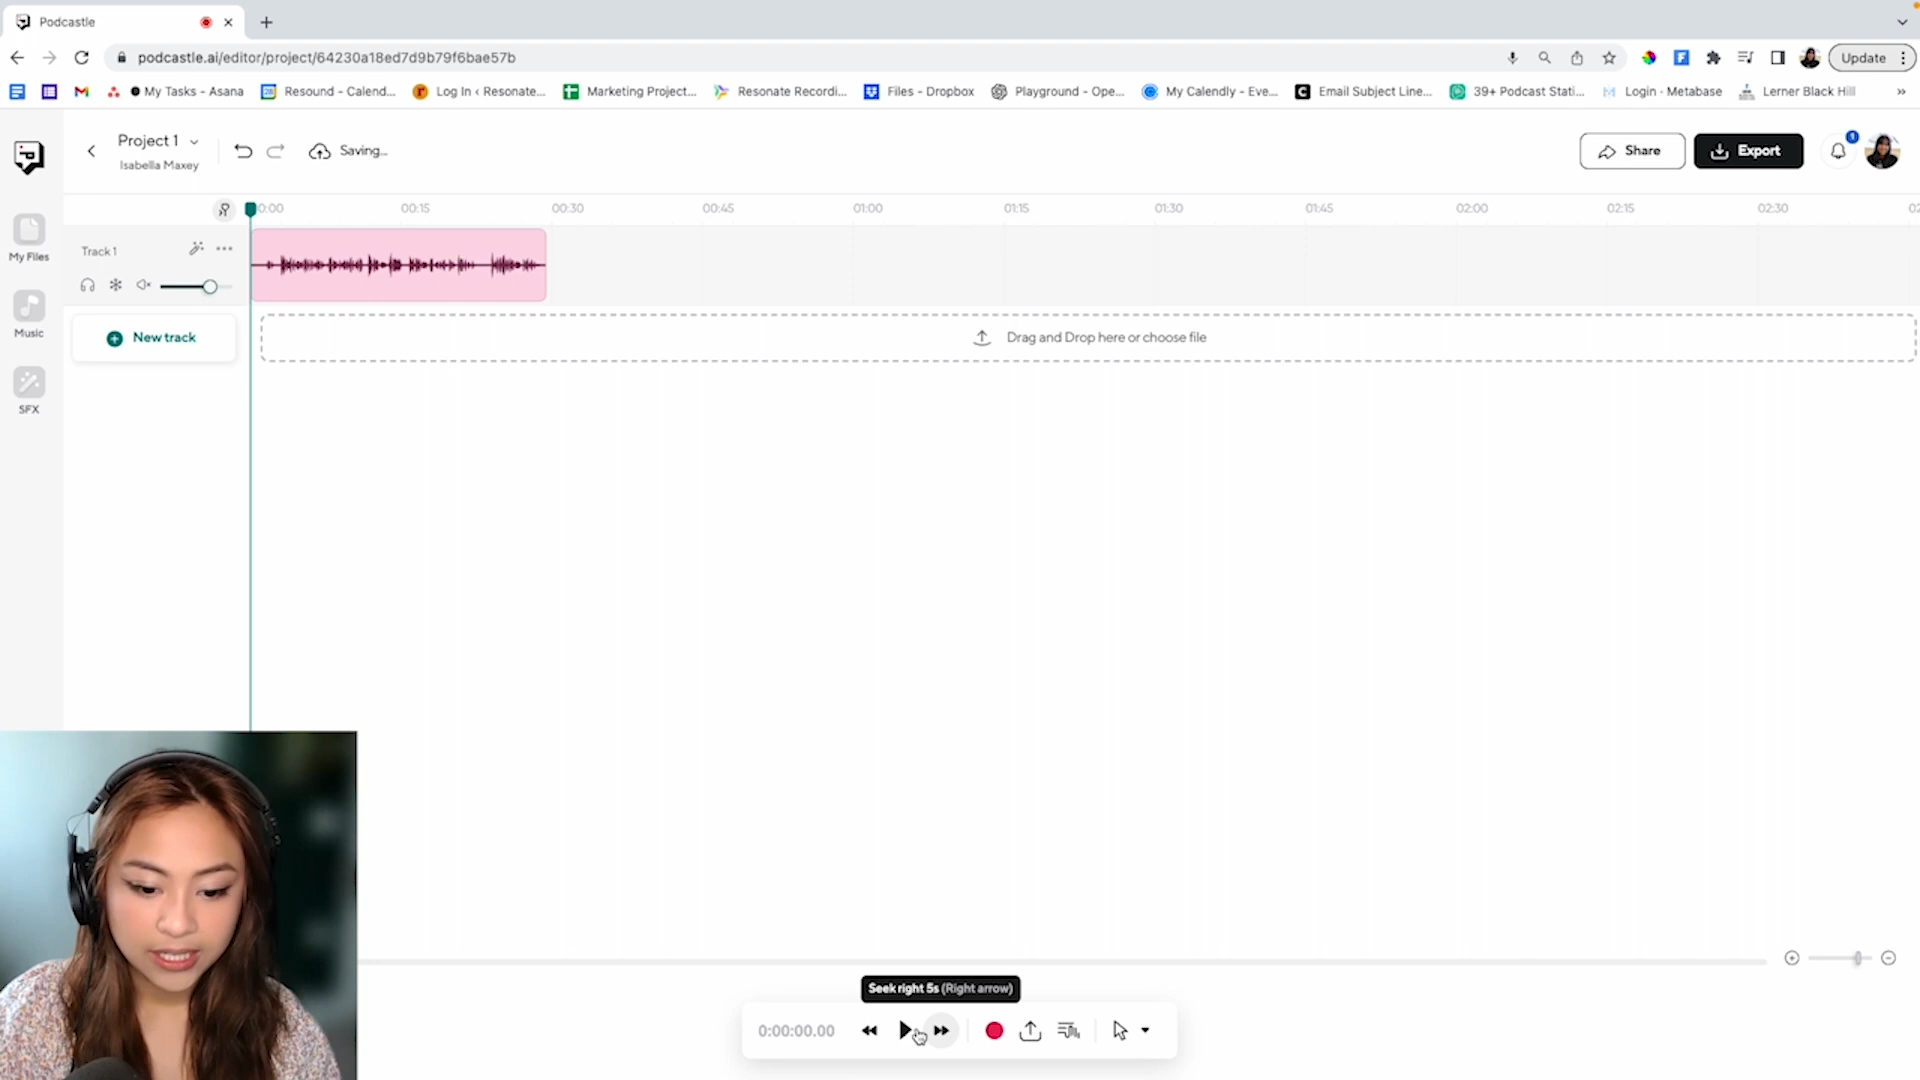 Podcastle
podcastle.ai/editor/project/64230a18ed7d9b79f6bae57b
Update
My Tasks - Asana
Resound - Calend...
Log In ‹ Resonate...
Marketing Project...
Resonate Recordi...
Files - Dropbox
Playground - Ope...
My Calendly - Eve...
Email Subject Line...
39+ Podcast Stati...
Login · Metabase
Lerner Black Hill
»
Project 1
Isabella Maxey
Saving...
Share
Export
1
0:00 00:15 00:30 00:45 01:00 01:15 01:30 01:45 02:00 02:15 02:30
My Files
Music
SFX
Track 1
New track
Drag and Drop here or choose file
Seek right 5s (Right arrow)
0:00:00.00